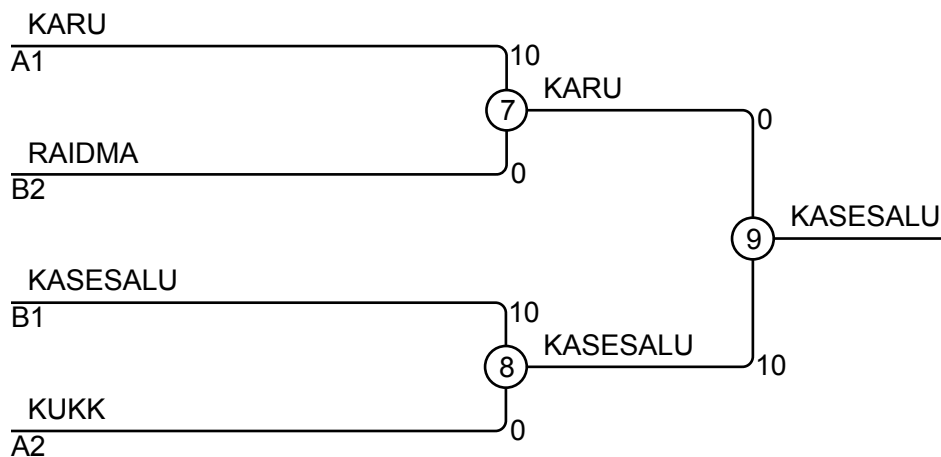 KARU
A1
10
7
KARU
0
RAIDMA
B2
0
9
KASESALU
KASESALU
B1
10
8
KASESALU
10
KUKK
A2
0